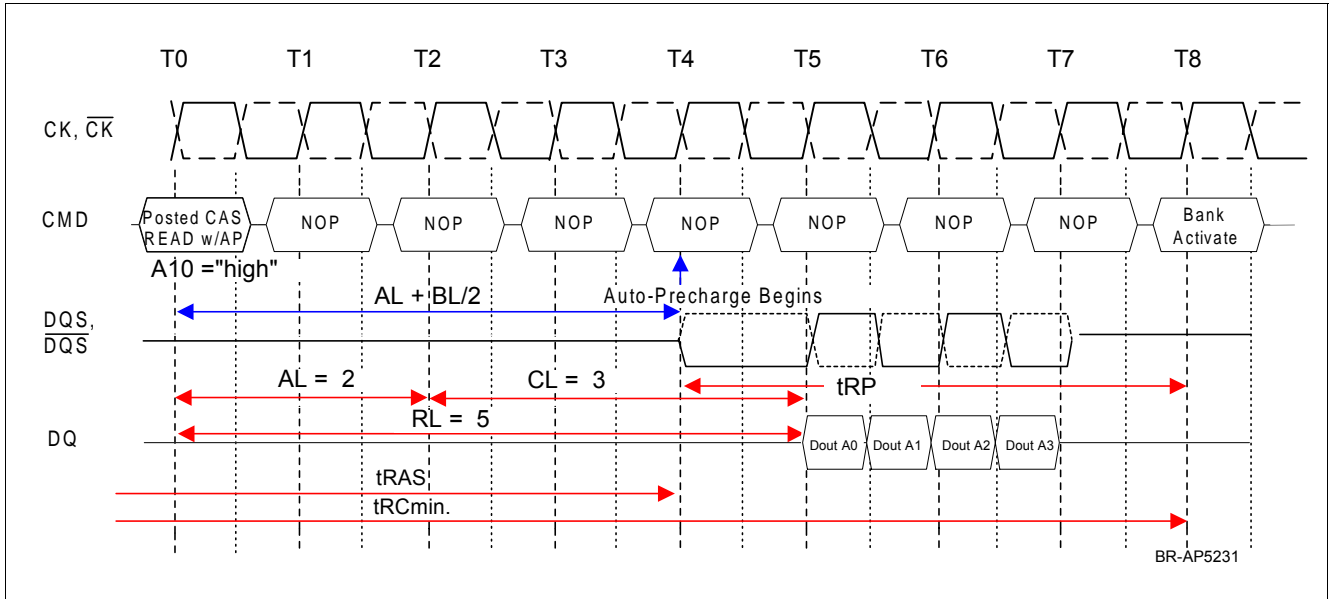 T0 T1 T2 T3 T4 T5 T6 T7 T8
CK, C̅K̅
CMD
Posted CAS
READ w/AP
NOP NOP NOP NOP NOP NOP NOP
Bank
Activate
A10 ="high"
AL + BL/2
Auto-Precharge Begins
DQS,
D̅Q̅S̅
AL = 2
CL = 3
tRP
RL = 5
DQ
Dout A0 Dout A1 Dout A2 Dout A3
tRAS
tRCmin.
BR-AP5231